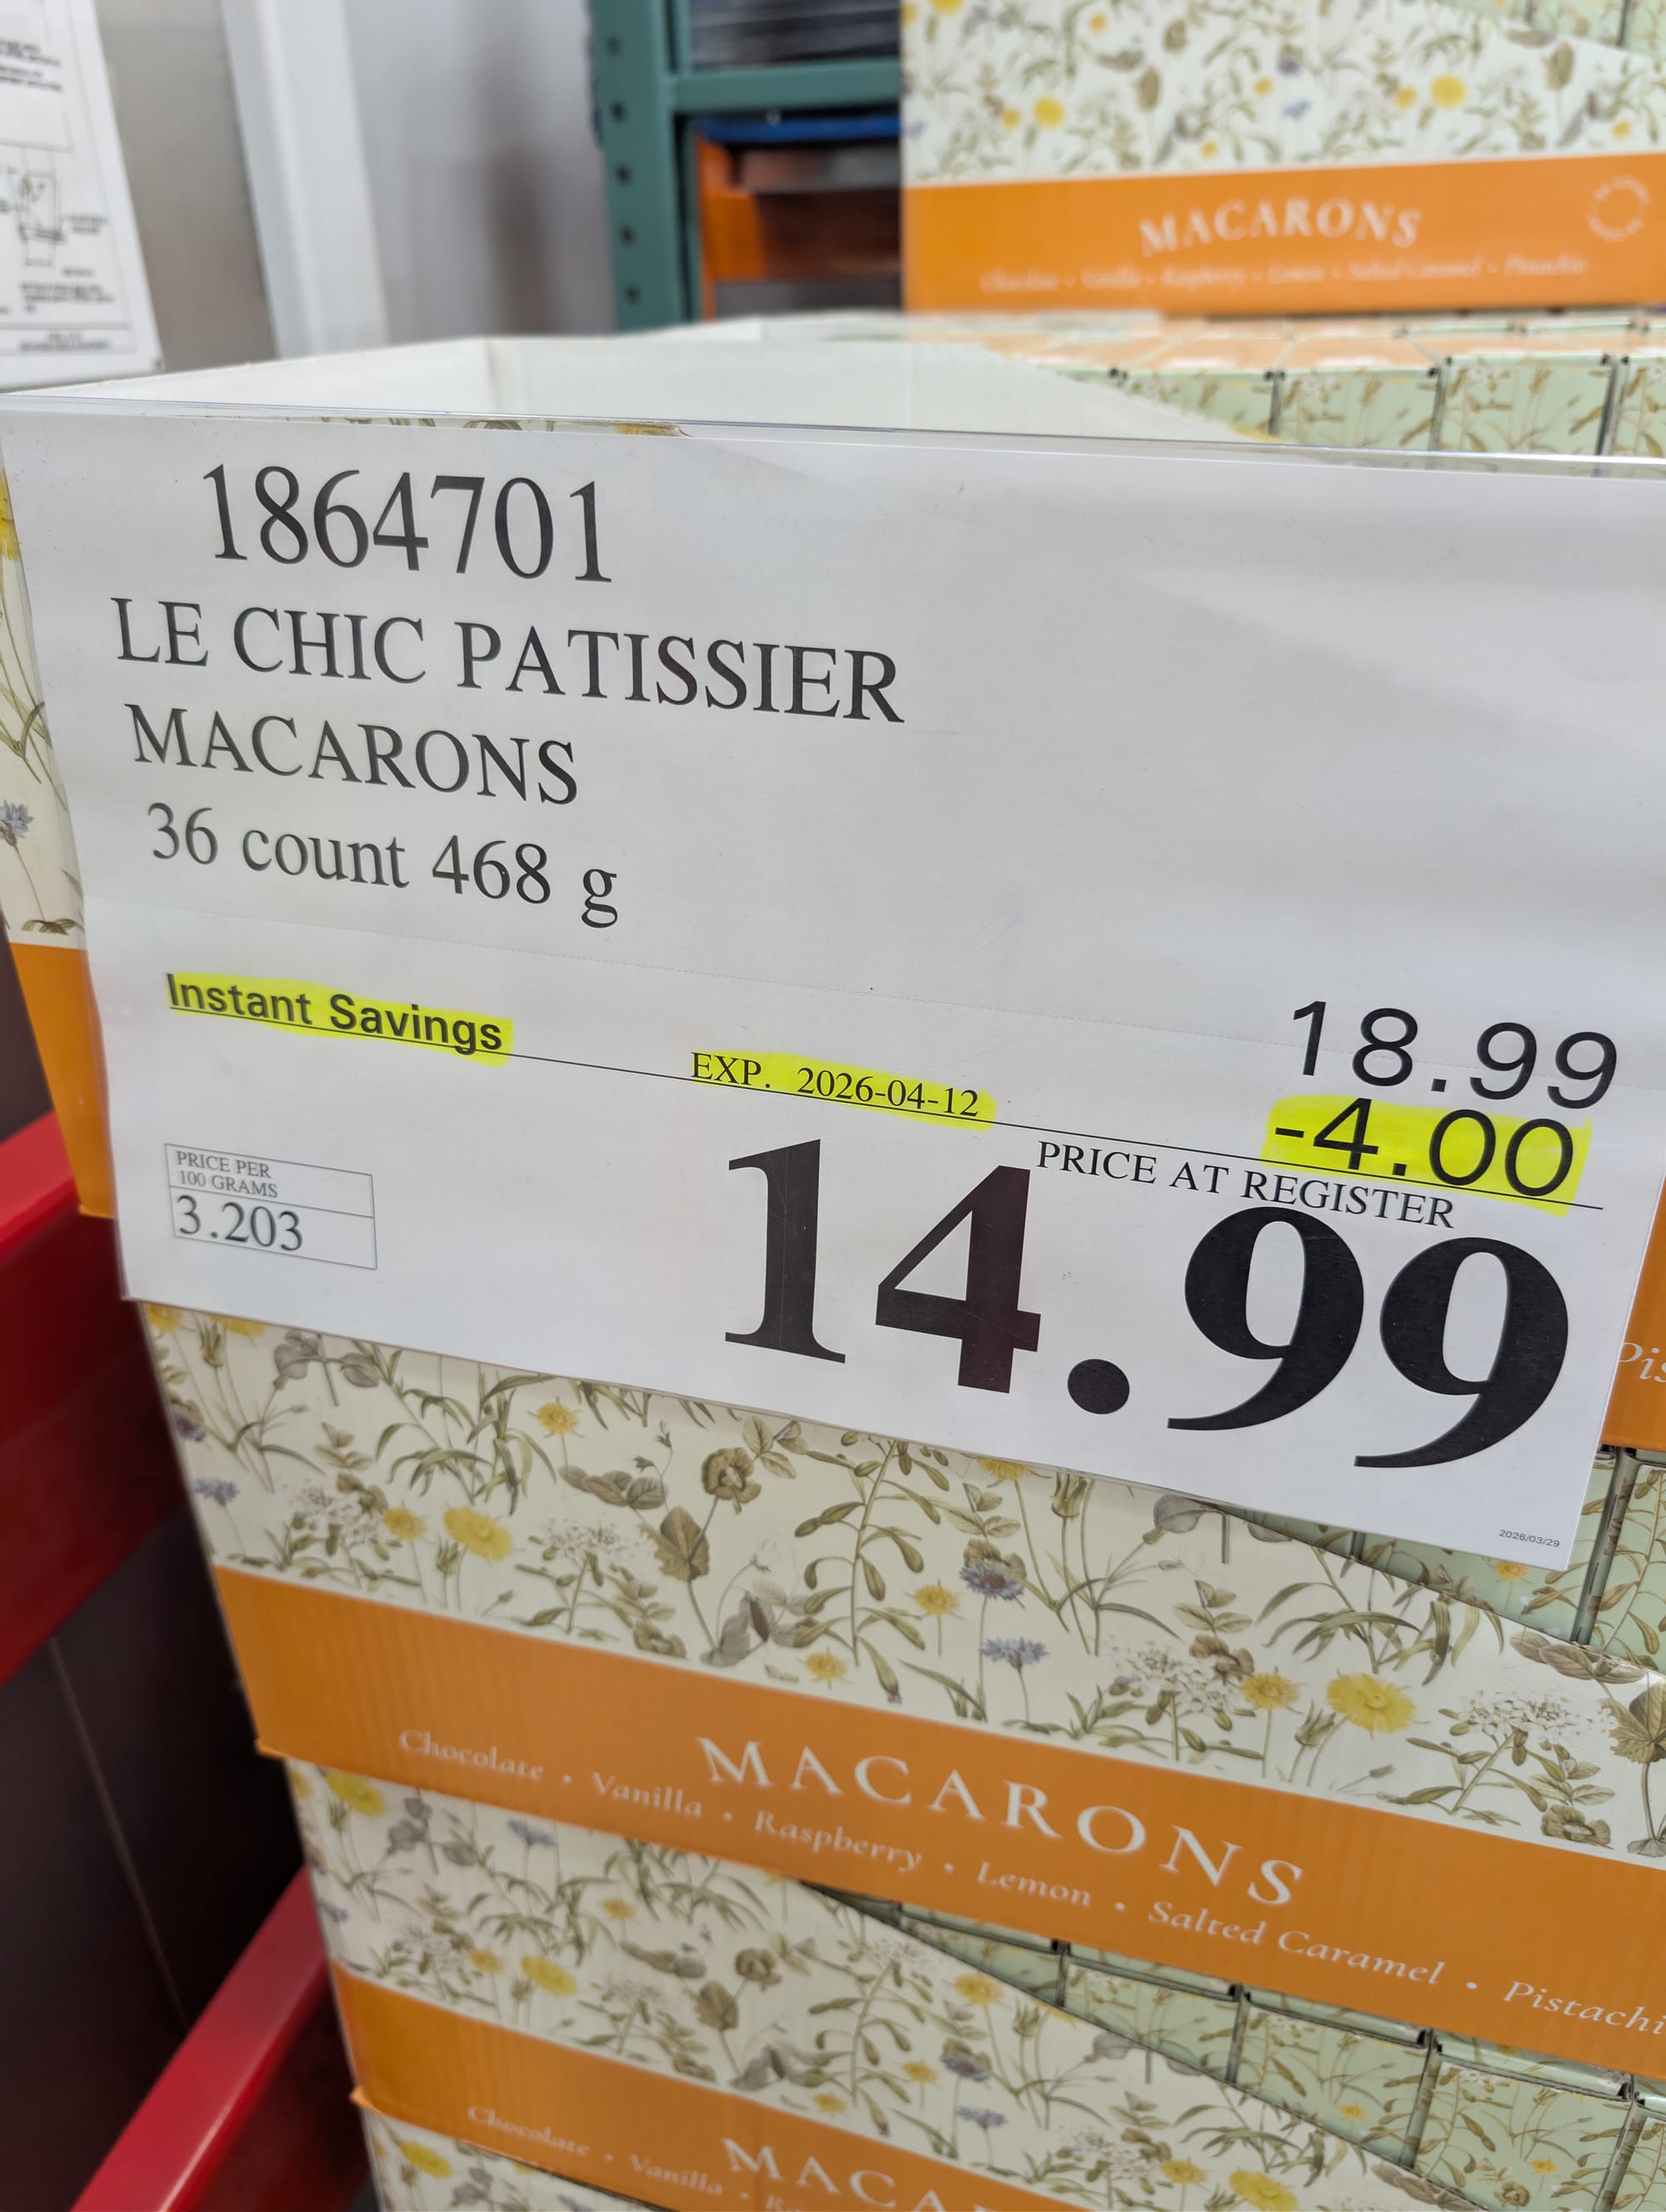 MACARONS
Chocolate • Vanilla • Raspberry • Lemon • Salted Caramel • Pistachio
1864701
LE CHIC PATISSIER
MACARONS
36 count 468 g
Instant Savings
EXP. 2026-04-12
18.99
-4.00
PRICE AT REGISTER
14.99
PRICE PER
100 GRAMS
3.203
2026/03/29
Pis
MACARONS
Chocolate • Vanilla • Raspberry • Lemon • Salted Caramel • Pistachi
MACA
Chocolate • Vanilla •